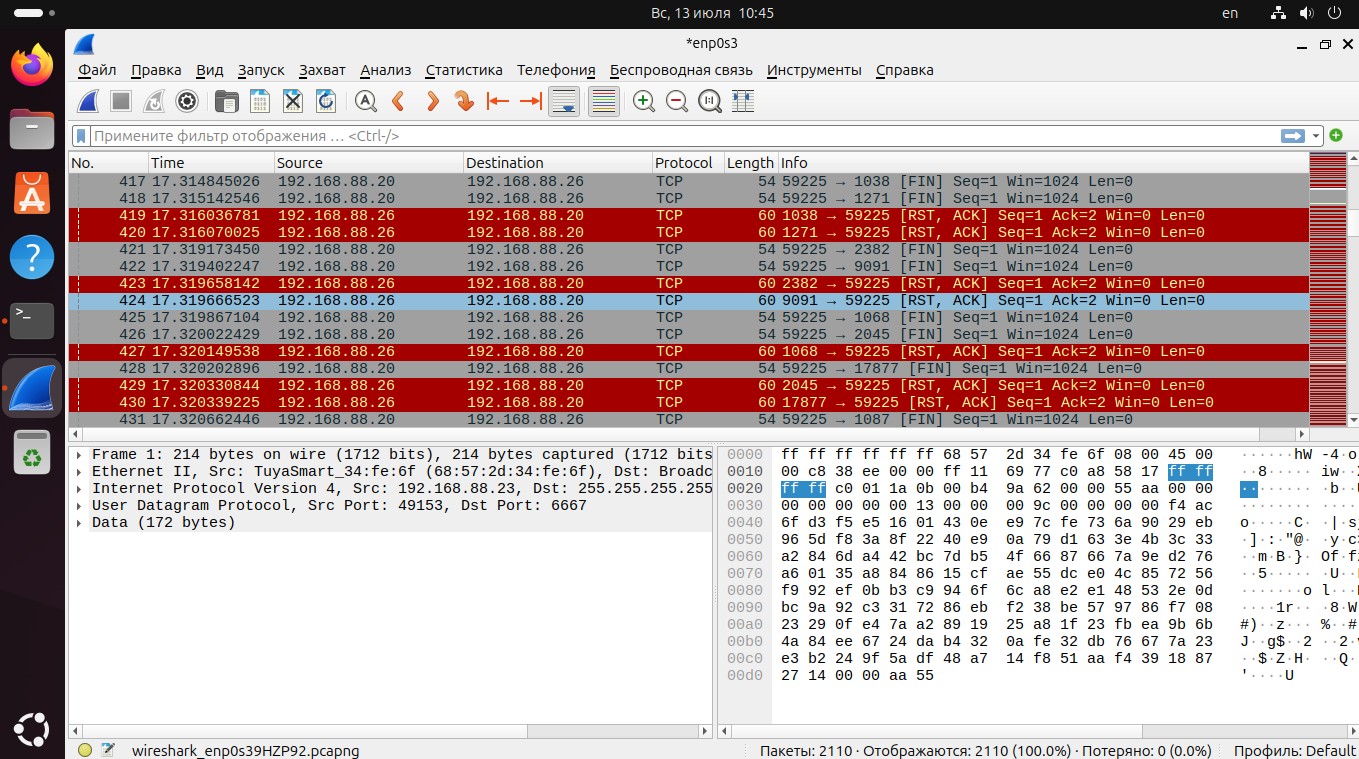 Вс, 13 июля 10:45 en
*enp0s3
Файл Правка Вид Запуск Захват Анализ Статистика Телефония Беспроводная связь Инструменты Справка
Примените фильтр отображения … <Ctrl-/>
No. Time Source Destination Protocol Length Info
417 17.314845026 192.168.88.20 192.168.88.26 TCP 54 59225 → 1038 [FIN] Seq=1 Win=1024 Len=0
418 17.315142546 192.168.88.20 192.168.88.26 TCP 54 59225 → 1271 [FIN] Seq=1 Win=1024 Len=0
419 17.316036781 192.168.88.26 192.168.88.20 TCP 60 1038 → 59225 [RST, ACK] Seq=1 Ack=2 Win=0 Len=0
420 17.316070025 192.168.88.26 192.168.88.20 TCP 60 1271 → 59225 [RST, ACK] Seq=1 Ack=2 Win=0 Len=0
421 17.319173450 192.168.88.20 192.168.88.26 TCP 54 59225 → 2382 [FIN] Seq=1 Win=1024 Len=0
422 17.319402247 192.168.88.20 192.168.88.26 TCP 54 59225 → 9091 [FIN] Seq=1 Win=1024 Len=0
423 17.319658142 192.168.88.26 192.168.88.20 TCP 60 2382 → 59225 [RST, ACK] Seq=1 Ack=2 Win=0 Len=0
424 17.319666523 192.168.88.26 192.168.88.20 TCP 60 9091 → 59225 [RST, ACK] Seq=1 Ack=2 Win=0 Len=0
425 17.319867104 192.168.88.20 192.168.88.26 TCP 54 59225 → 1068 [FIN] Seq=1 Win=1024 Len=0
426 17.320022429 192.168.88.20 192.168.88.26 TCP 54 59225 → 2045 [FIN] Seq=1 Win=1024 Len=0
427 17.320149538 192.168.88.26 192.168.88.20 TCP 60 1068 → 59225 [RST, ACK] Seq=1 Ack=2 Win=0 Len=0
428 17.320202896 192.168.88.20 192.168.88.26 TCP 54 59225 → 17877 [FIN] Seq=1 Win=1024 Len=0
429 17.320330844 192.168.88.26 192.168.88.20 TCP 60 2045 → 59225 [RST, ACK] Seq=1 Ack=2 Win=0 Len=0
430 17.320339225 192.168.88.26 192.168.88.20 TCP 60 17877 → 59225 [RST, ACK] Seq=1 Ack=2 Win=0 Len=0
431 17.320662446 192.168.88.20 192.168.88.26 TCP 54 59225 → 1087 [FIN] Seq=1 Win=1024 Len=0
Frame 1: 214 bytes on wire (1712 bits), 214 bytes captured (1712 bits
Ethernet II, Src: TuyaSmart_34:fe:6f (68:57:2d:34:fe:6f), Dst: Broadc
Internet Protocol Version 4, Src: 192.168.88.23, Dst: 255.255.255.255
User Datagram Protocol, Src Port: 49153, Dst Port: 6667
Data (172 bytes)
0000 ff ff ff ff ff ff 68 57 2d 34 fe 6f 08 00 45 00 ······hW -4·o
0010 00 c8 38 ee 00 00 ff 11 69 77 c0 a8 58 17 ff ff ··8····· iw··
0020 ff ff c0 01 1a 0b 00 b4 9a 62 00 00 55 aa 00 00 ········ ·b··
0030 00 00 00 00 00 13 00 00 00 9c 00 00 00 00 f4 ac
0040 6f d3 f5 e5 16 01 43 0e e9 7c fe 73 6a 90 29 eb o·····C· ·|·s
0050 96 5d f8 3a 8f 22 40 e9 0a 79 d1 63 3e 4b 3c 33 ·]·:·"@· ·y·c
0060 a2 84 6d a4 42 bc 7d b5 4f 66 87 66 7a 9e d2 76 ··m·B·}· Of·f
0070 a6 01 35 a8 84 86 15 cf ae 55 dc e0 4c 85 72 56 ··5····· ·U··
0080 f9 92 ef 0b b3 c9 94 6f 6c a8 e2 e1 48 53 2e 0d ·······o l···
0090 bc 9a 92 c3 31 72 86 eb f2 38 be 57 97 86 f7 08 ····1r·· ·8·W
00a0 23 29 0f e4 7a a2 89 19 25 a8 1f 23 fb ea 9b 6b #)··z··· %··#
00b0 4a 84 ee 67 24 da b4 32 0a fe 32 db 76 67 7a 23 J··g$··2 ··2·
00c0 e3 b2 24 9f 5a df 48 a7 14 f8 51 aa f4 39 18 87 ··$·Z·H· ··Q·
00d0 27 14 00 00 aa 55 '····U
wireshark_enp0s39HZP92.pcapng Пакеты: 2110 · Отображаются: 2110 (100.0%) · Потеряно: 0 (0.0%) Профиль: Default